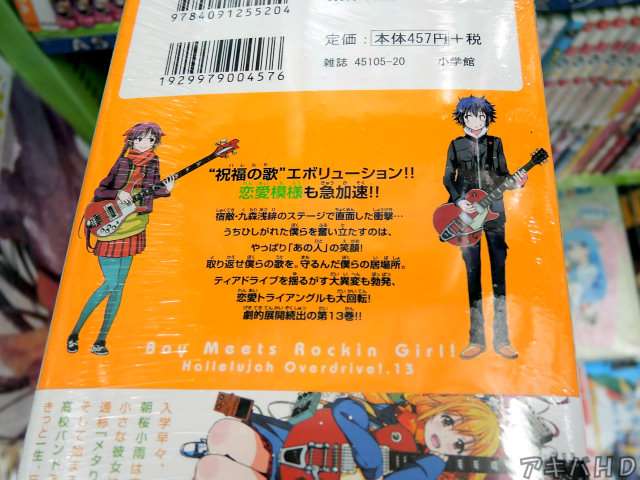 9784091255204
1929979004576
定価：本体457円＋税
雑誌 45105-20
小学館
“祝福の歌”エボリューション!!
ハレルヤ
恋愛模様も急加速!!
宿敵・九森浅緋のステージで直面した衝撃…
うちひしがれた僕らを奮い立たすのは、
やっぱり「あの人」の笑顔!
取り返せ僕らの歌を。守るんだ僕らの居場所。
ティアドライブを揺るがす大異変も勃発、
恋愛トライアングルも大回転!
劇的展開続出の第13巻!!
Boy Meets Rockin Girl!
Hallelujah Overdrive!.13
入学早々、
朝桜小雨は
小さな彼女は
通称「メタり
そして始まる
高校バンド
きっと一生、
アキバHD